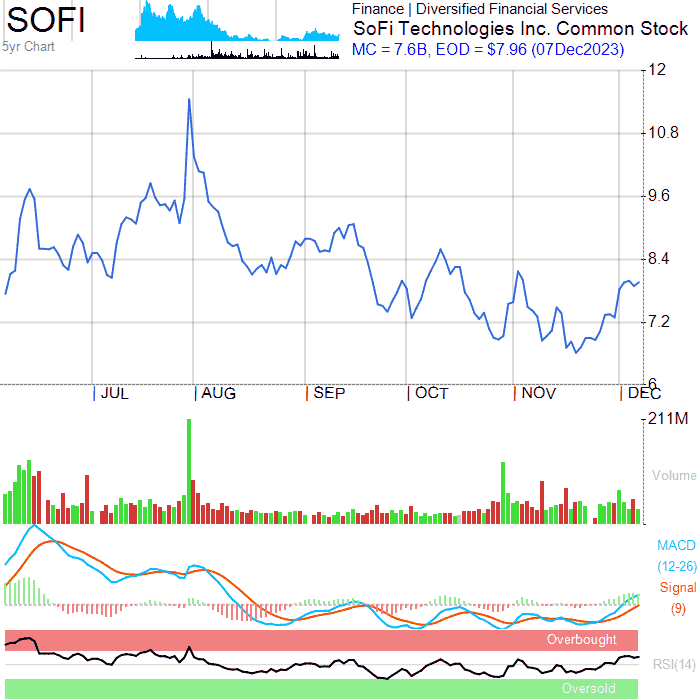 SOFI
5yr Chart
Finance | Diversified Financial Services
SoFi Technologies Inc. Common Stock
MC = 7.6B, EOD = $7.96 (07Dec2023)
12
10.8
9.6
8.4
7.2
6
JUL AUG SEP OCT NOV DEC
211M
Volume
MACD
(12-26)
Signal
(9)
Overbought
RSI(14)
Oversold